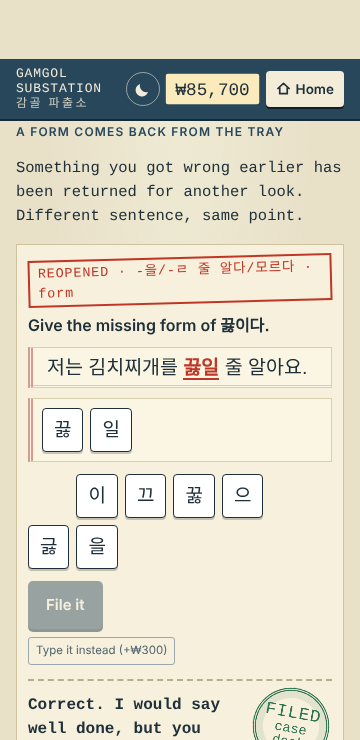 GAMGOL
SUBSTATION
감골 파출소
₩85,700
Home
A FORM COMES BACK FROM THE TRAY
Something you got wrong earlier has
been returned for another look.
Different sentence, same point.
REOPENED · -을/-ㄹ 줄 알다/모르다 ·
form
Give the missing form of 끓이다.
저는 김치찌개를 끓일 줄 알아요.
끓 일
이 끄 꿇 으
긇 을
File it
Type it instead (+₩300)
Correct. I would say
well done, but you
FILED
case